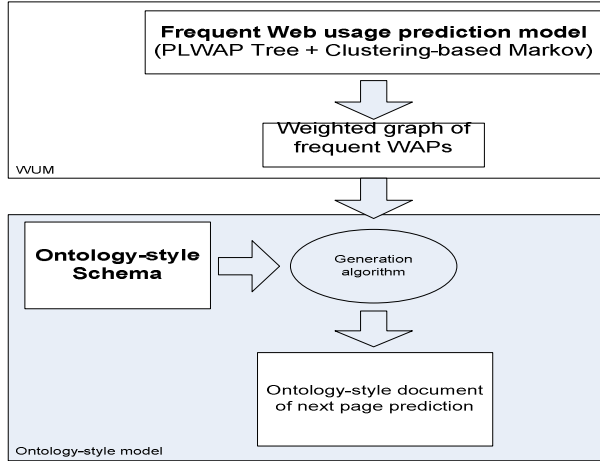 Frequent Web usage prediction model
(PLWAP Tree + Clustering-based Markov)
Weighted graph of
frequent WAPs
WUM
Ontology-style
Schema
Generation
algorithm
Ontology-style document
of next page prediction
Ontology-style model